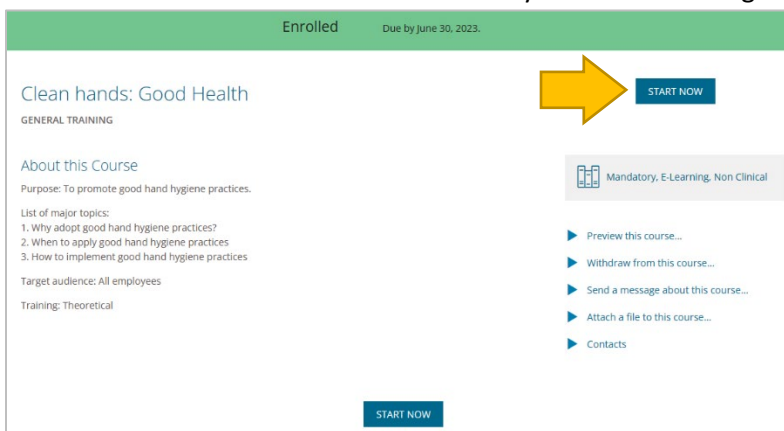 Enrolled Due by June 30, 2023.
Clean hands: Good Health
START NOW
GENERAL TRAINING
About this Course
Purpose: To promote good hand hygiene practices.
List of major topics:
1. Why adopt good hand hygiene practices?
2. When to apply good hand hygiene practices
3. How to implement good hand hygiene practices
Target audience: All employees
Training: Theoretical
Mandatory, E-Learning, Non Clinical
Preview this course...
Withdraw from this course...
Send a message about this course...
Attach a file to this course...
Contacts
START NOW